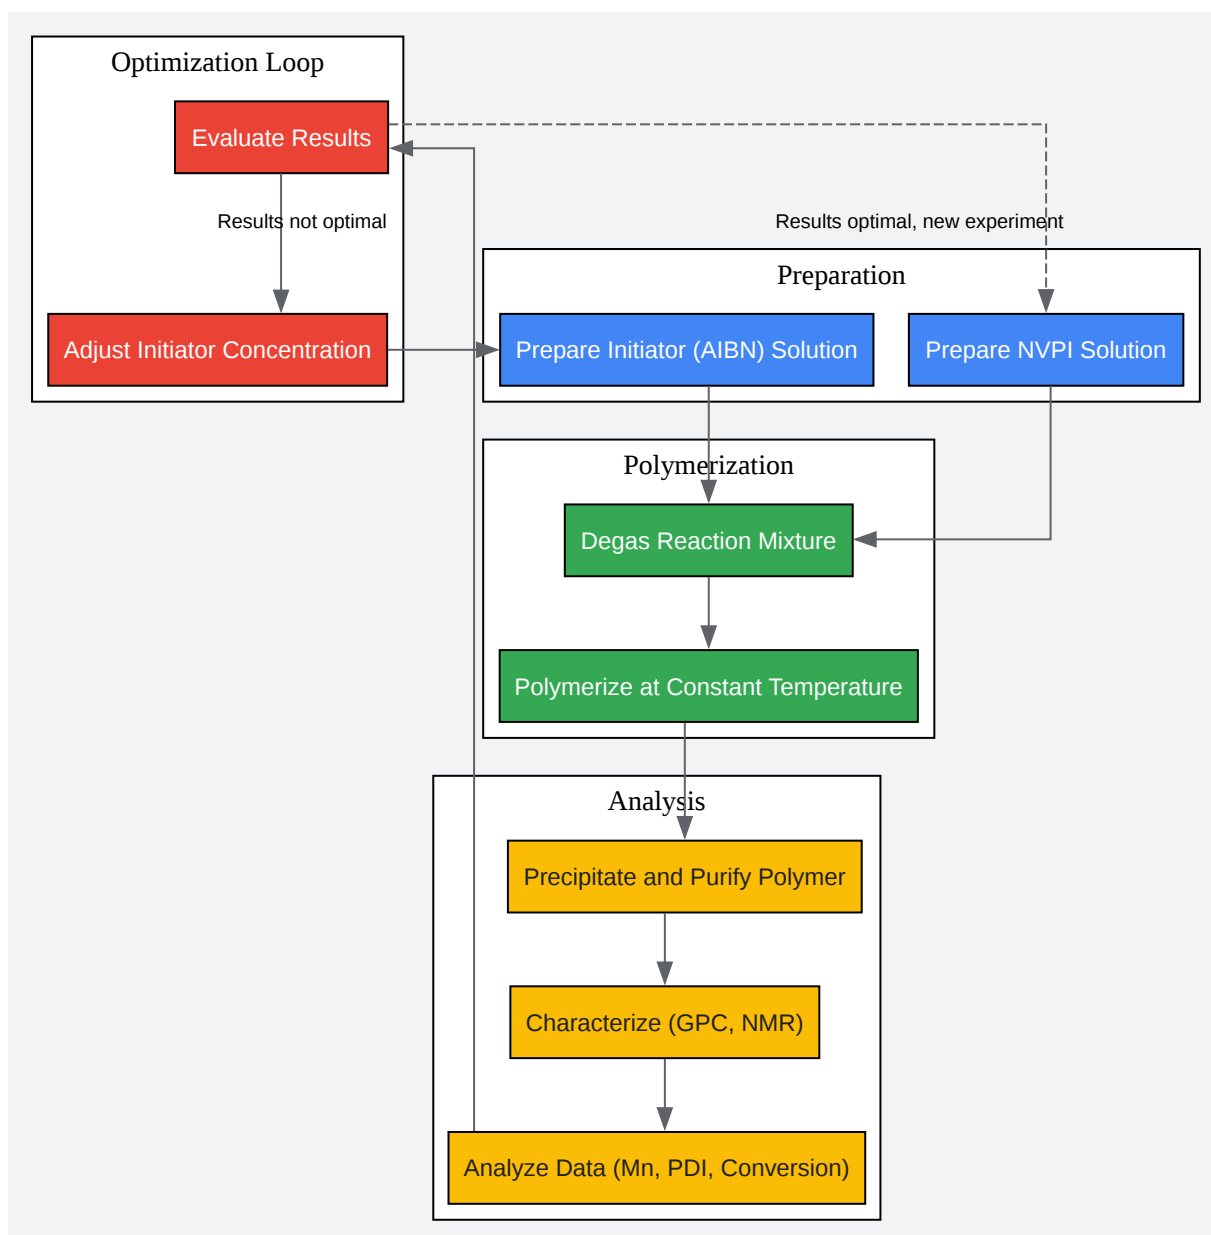 Optimization Loop
Evaluate Results
Results not optimal
Results optimal, new experiment
Adjust Initiator Concentration
Preparation
Prepare Initiator (AIBN) Solution
Prepare NVPI Solution
Polymerization
Degas Reaction Mixture
Polymerize at Constant Temperature
Analysis
Precipitate and Purify Polymer
Characterize (GPC, NMR)
Analyze Data (Mn, PDI, Conversion)